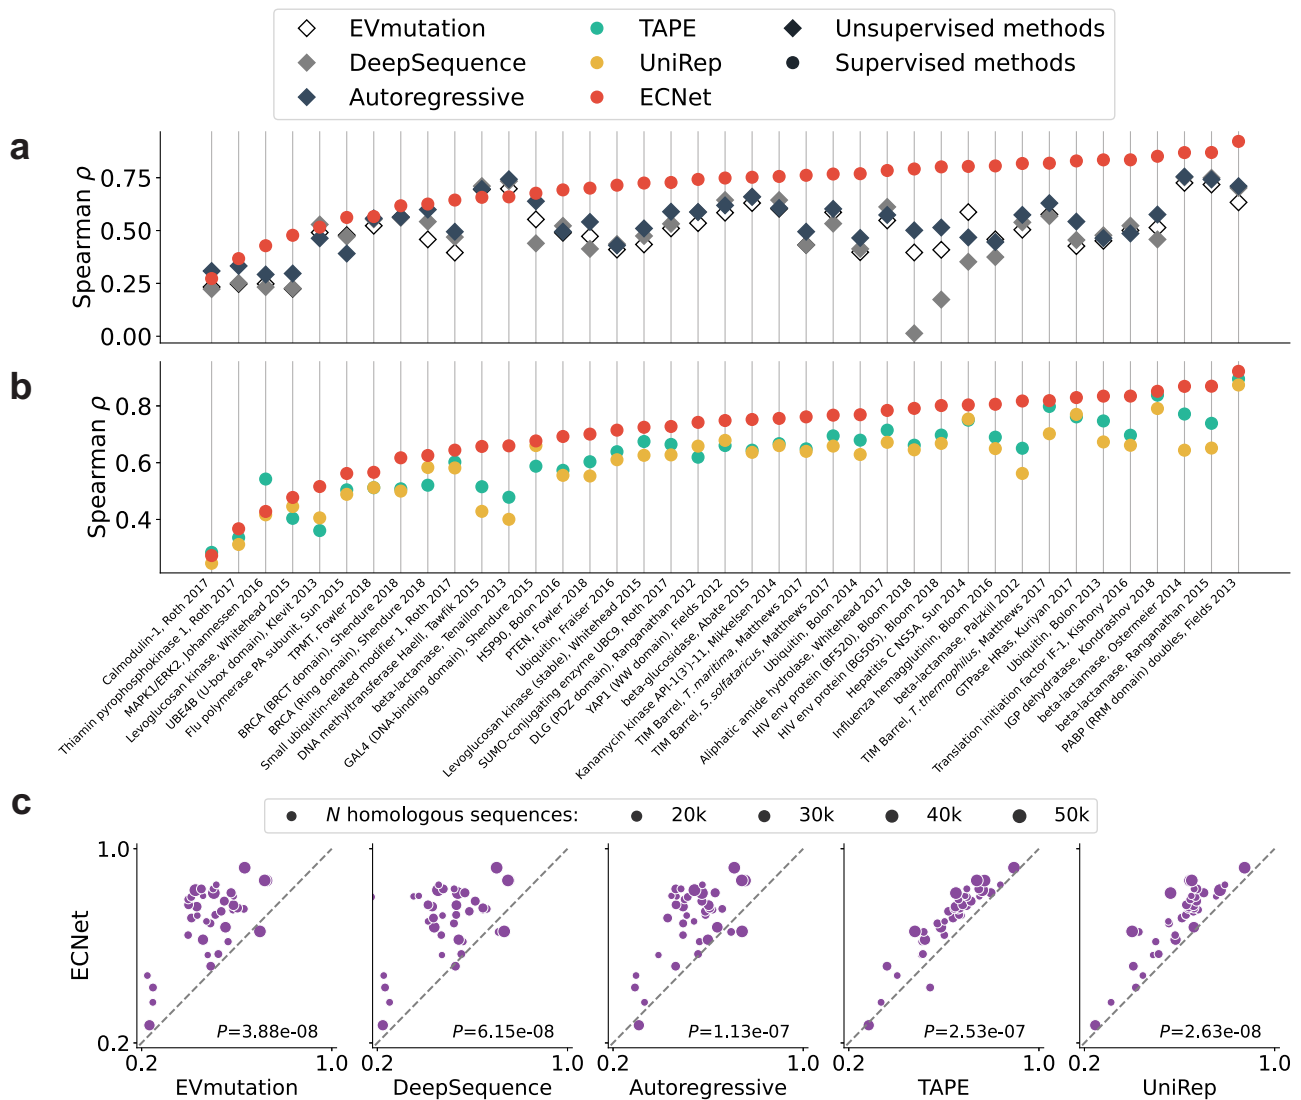 EVmutation
DeepSequence
Autoregressive
TAPE
UniRep
ECNet
Unsupervised methods
Supervised methods
a
Spearman ρ
0.75
0.50
0.25
0.00
b
Spearman ρ
0.8
0.6
0.4
Calmodulin-1, Roth 2017
Thiamin pyrophosphokinase 1, Roth 2017
MAPK1/ERK2, Johannessen 2016
Levoglucosan kinase, Whitehead 2015
UBE4B (U-box domain), Klevit 2013
Flu polymerase PA subunit, Sun 2015
TPMT, Fowler 2018
BRCA (BRCT domain), Shendure 2018
BRCA (Ring domain), Shendure 2018
Small ubiquitin-related modifier 1, Roth 2017
DNA methyltransferase HaeIII, Tawfik 2015
beta-lactamase, Tenaillon 2013
GAL4 (DNA-binding domain), Shendure 2015
HSP90, Bolon 2016
PTEN, Fowler 2018
Ubiquitin, Fraiser 2016
Levoglucosan kinase (stable), Whitehead 2015
SUMO-conjugating enzyme UBC9, Roth 2017
DLG (PDZ domain), Ranganathan 2012
YAP1 (WW domain), Fields 2012
beta-glucosidase, Abate 2015
Kanamycin kinase APH(3')-11, Mikkelsen 2014
TIM Barrel, T. maritima, Matthews 2017
TIM Barrel, S. solfataricus, Matthews 2017
Ubiquitin, Bolon 2014
Aliphatic amide hydrolase, Whitehead 2017
HIV env protein (BF520), Bloom 2018
HIV env protein (BG505), Bloom 2018
Hepatitis C NS5A, Sun 2014
Influenza hemagglutinin, Bloom 2016
beta-lactamase, Palzkill 2012
TIM Barrel, T. thermophilus, Matthews 2017
GTPase HRas, Kuriyan 2017
Ubiquitin, Bolon 2013
Translation initiation factor IF-1, Kishony 2016
IGP dehydratase, Kondrashov 2018
beta-lactamase, Ostermeier 2014
beta-lactamase, Ranganathan 2015
PABP (RRM domain) doubles, Fields 2013
c
N homologous sequences:
20k
30k
40k
50k
ECNet
1.0
0.2
P=3.88e-08
0.2
1.0
EVmutation
P=6.15e-08
0.2
1.0
DeepSequence
P=1.13e-07
0.2
1.0
Autoregressive
P=2.53e-07
0.2
1.0
TAPE
P=2.63e-08
0.2
1.0
UniRep